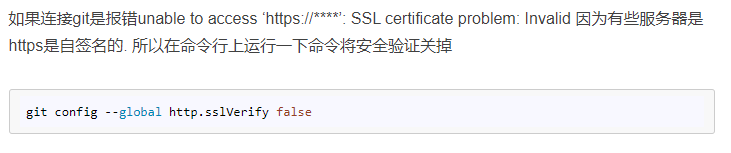 如果连接git是报错unable to access ‘https://****’: SSL certificate problem: Invalid 因为有些服务器是
https是自签名的. 所以在命令行上运行一下命令将安全验证关掉
git config --global http.sslVerify false